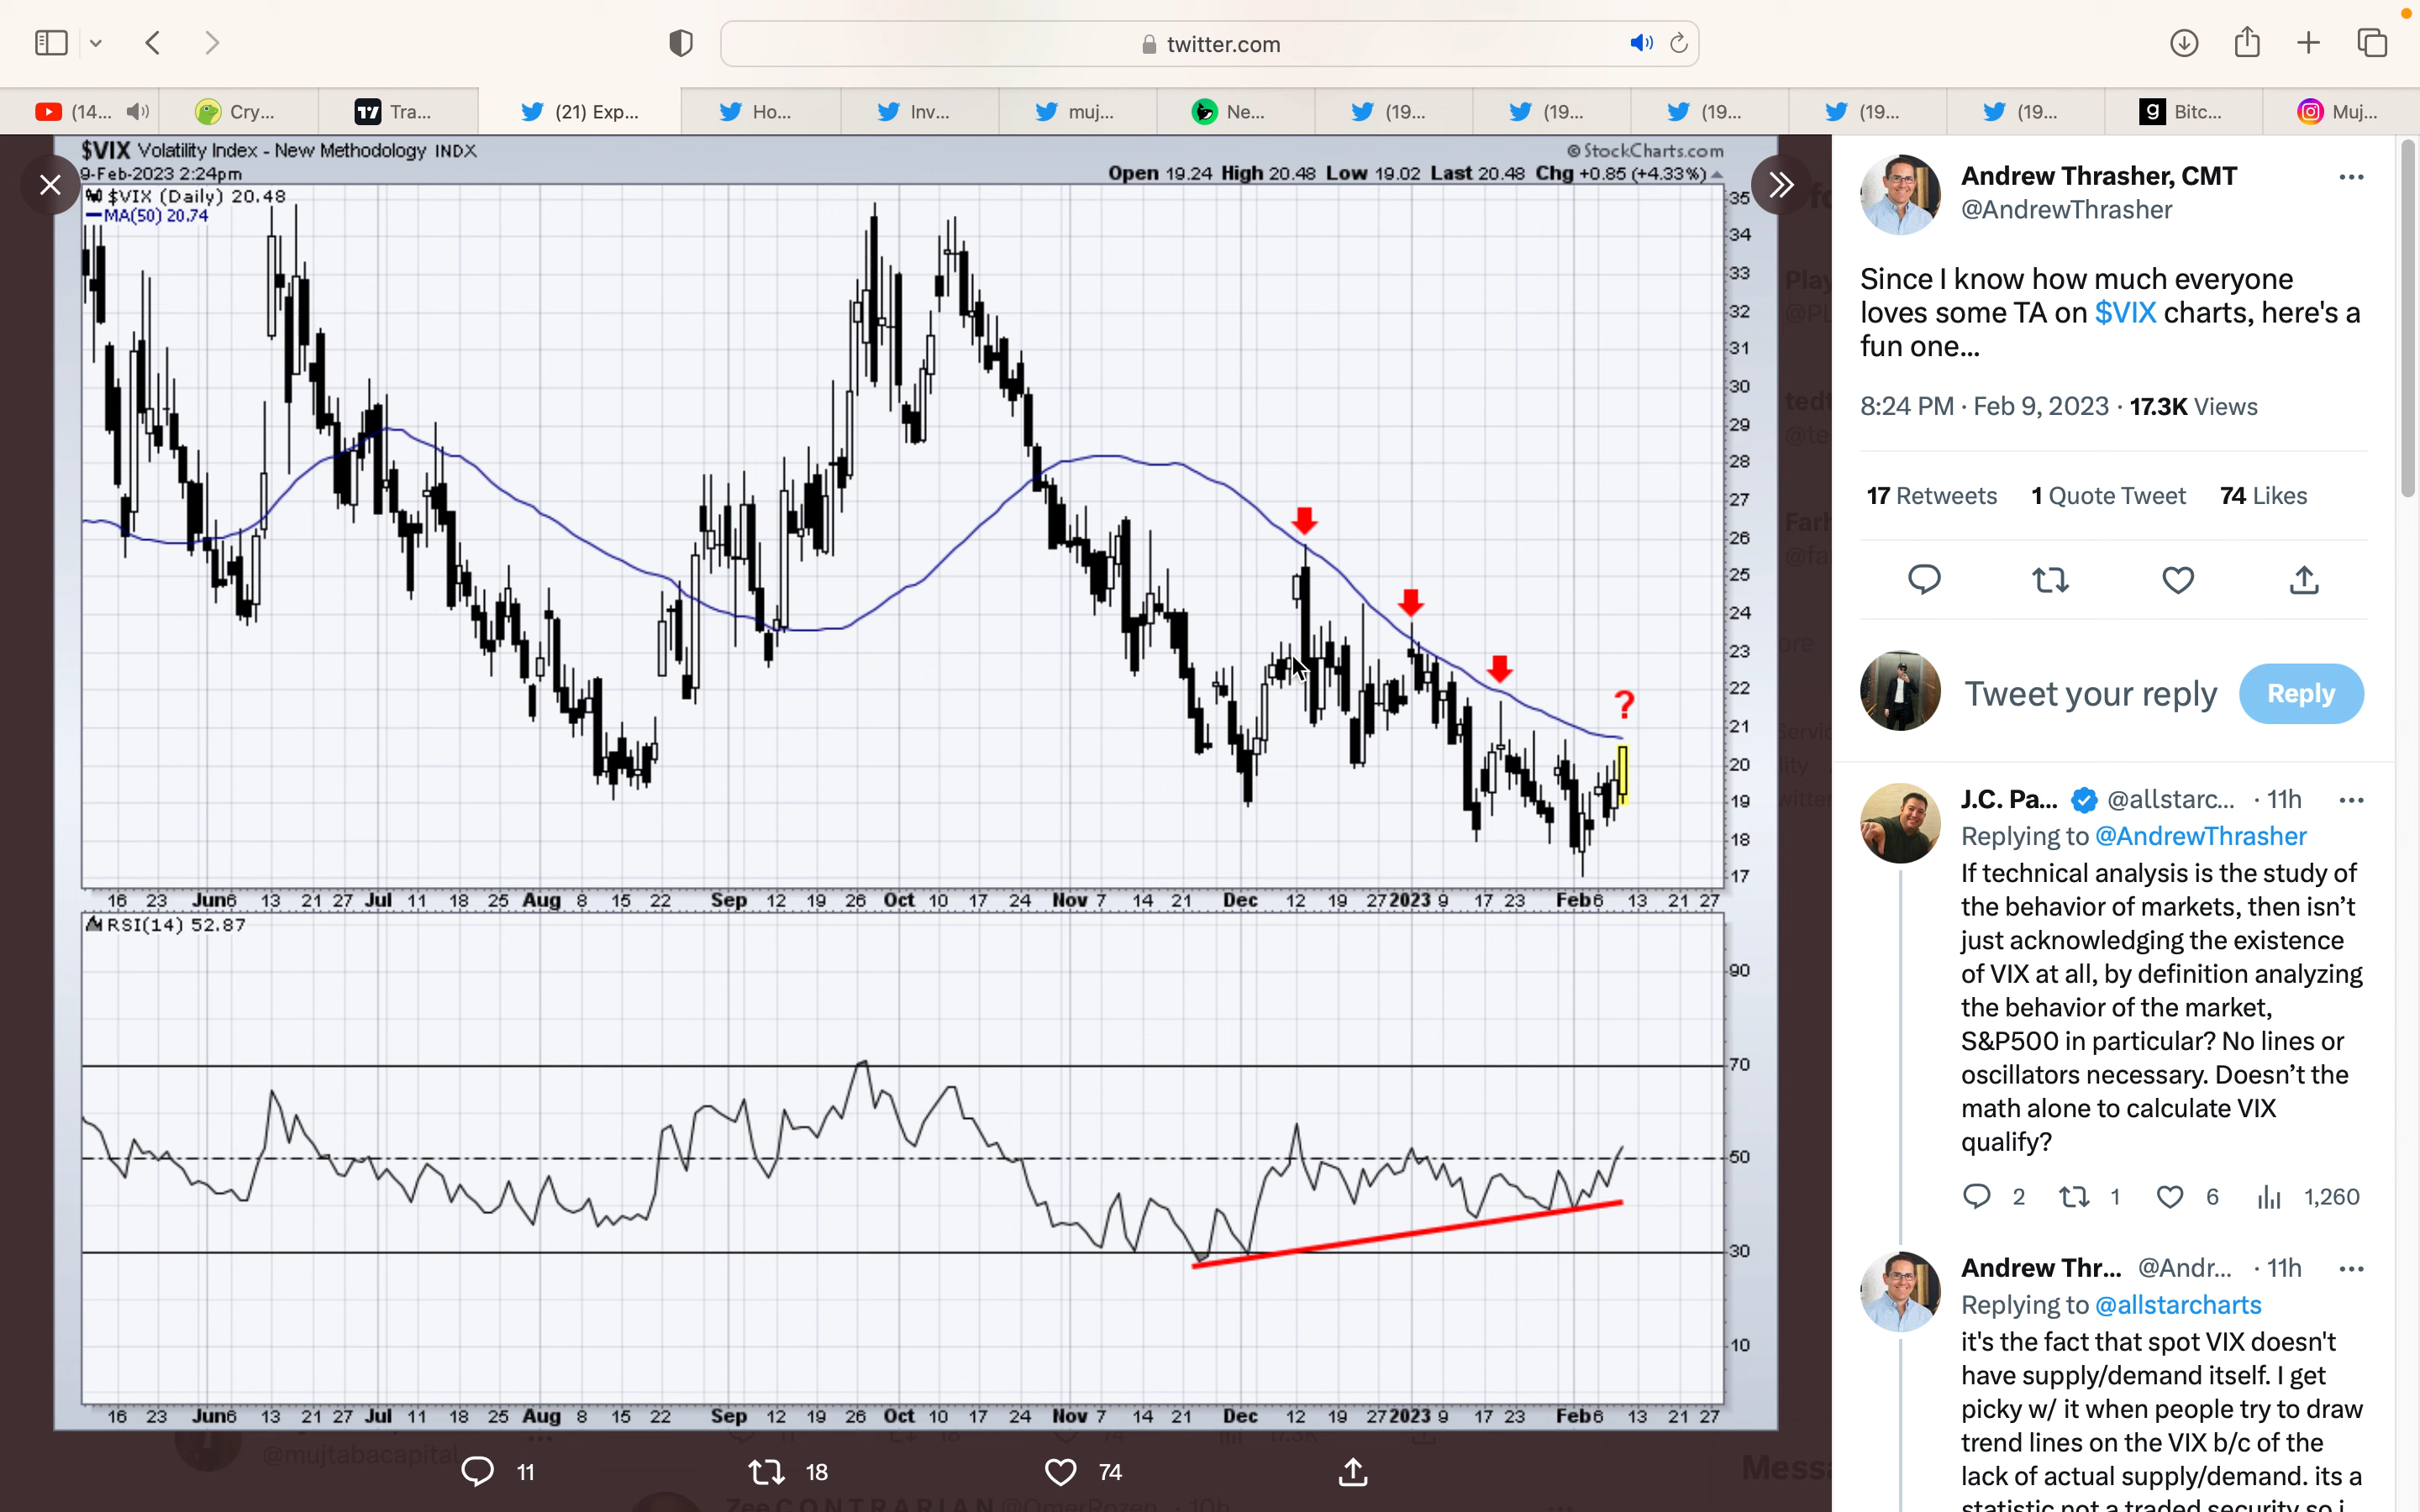 twitter.com
(14...
Cry...
Tra...
(21) Exp...
Ho...
Inv...
muj...
Ne...
(19...
(19...
(19...
(19...
(19...
Bitc...
Muj...
$VIX Volatility Index - New Methodology INDX
© StockCharts.com
9-Feb-2023 2:24pm
Open 19.24 High 20.48 Low 19.02 Last 20.48 Chg +0.85 (+4.33%)
$VIX (Daily) 20.48
MA(50) 20.74
35
34
33
32
31
30
29
28
27
26
25
24
23
22
21
20
19
18
17
?
16 23 Jun6 13 21 27 Jul 11 18 25 Aug 8 15 22 Sep 12 19 26 Oct 10 17 24 Nov 7 14 21 Dec 12 19 27 2023 9 17 23 Feb6 13 21 27
RSI(14) 52.87
90
70
50
30
10
16 23 Jun6 13 21 27 Jul 11 18 25 Aug 8 15 22 Sep 12 19 26 Oct 10 17 24 Nov 7 14 21 Dec 12 19 27 2023 9 17 23 Feb6 13 21 27
@mujtabacapital
11
18
74
Zee C O N T R A R I A N @OmerRozen · 10h
Messa
Andrew Thrasher, CMT
@AndrewThrasher
Since I know how much everyone
loves some TA on $VIX charts, here's a
fun one...
8:24 PM · Feb 9, 2023 · 17.3K Views
17 Retweets 1 Quote Tweet 74 Likes
Tweet your reply
Reply
J.C. Pa... @allstarc... · 11h
Replying to @AndrewThrasher
If technical analysis is the study of
the behavior of markets, then isn’t
just acknowledging the existence
of VIX at all, by definition analyzing
the behavior of the market,
S&P500 in particular? No lines or
oscillators necessary. Doesn’t the
math alone to calculate VIX
qualify?
2 1 6 1,260
Andrew Thr... @Andr... · 11h
Replying to @allstarcharts
it's the fact that spot VIX doesn't
have supply/demand itself. I get
picky w/ it when people try to draw
trend lines on the VIX b/c of the
lack of actual supply/demand. its a
statistic not a traded security so i